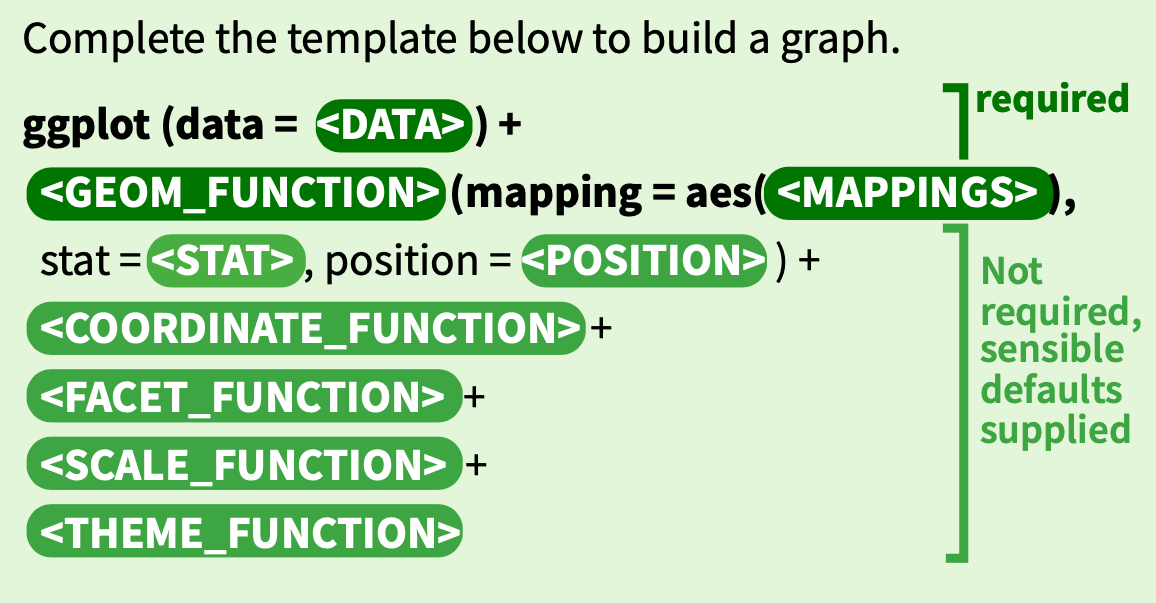 Complete the template below to build a graph.
required
ggplot (data = <DATA>) +
<GEOM_FUNCTION>(mapping = aes(<MAPPINGS>),
stat = <STAT>, position = <POSITION>) +
<COORDINATE_FUNCTION>+
<FACET_FUNCTION>+
<SCALE_FUNCTION>+
<THEME_FUNCTION>
Not
required,
sensible
defaults
supplied